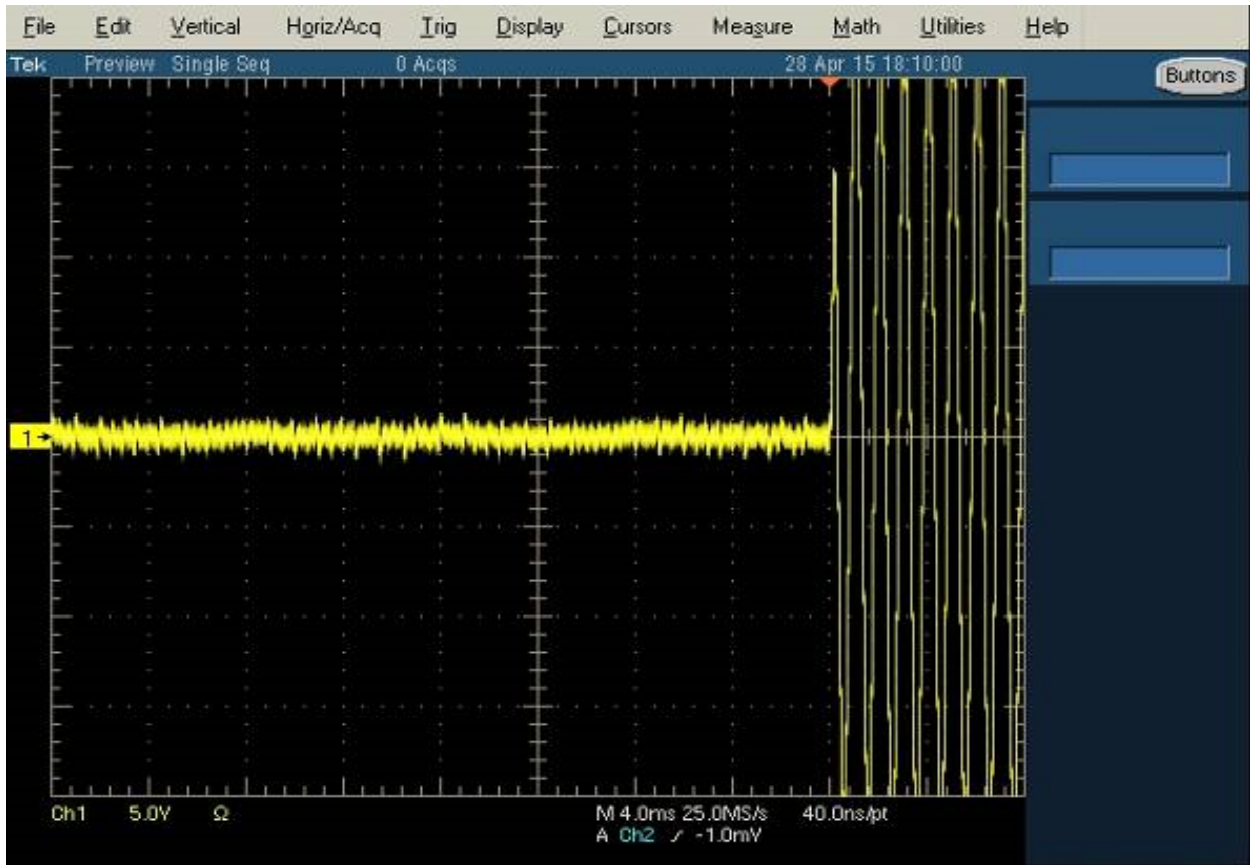 File Edit Vertical Horiz/Acq Trig Display Cursors Measure Math Utilities Help
Tek Preview Single Seq 0 Acqs 28 Apr 15 18:10:00
Buttons
1
Ch1 5.0V Ω M 4.0ms 25.0MS/s 40.0ns/pt
A Ch2 -1.0mV